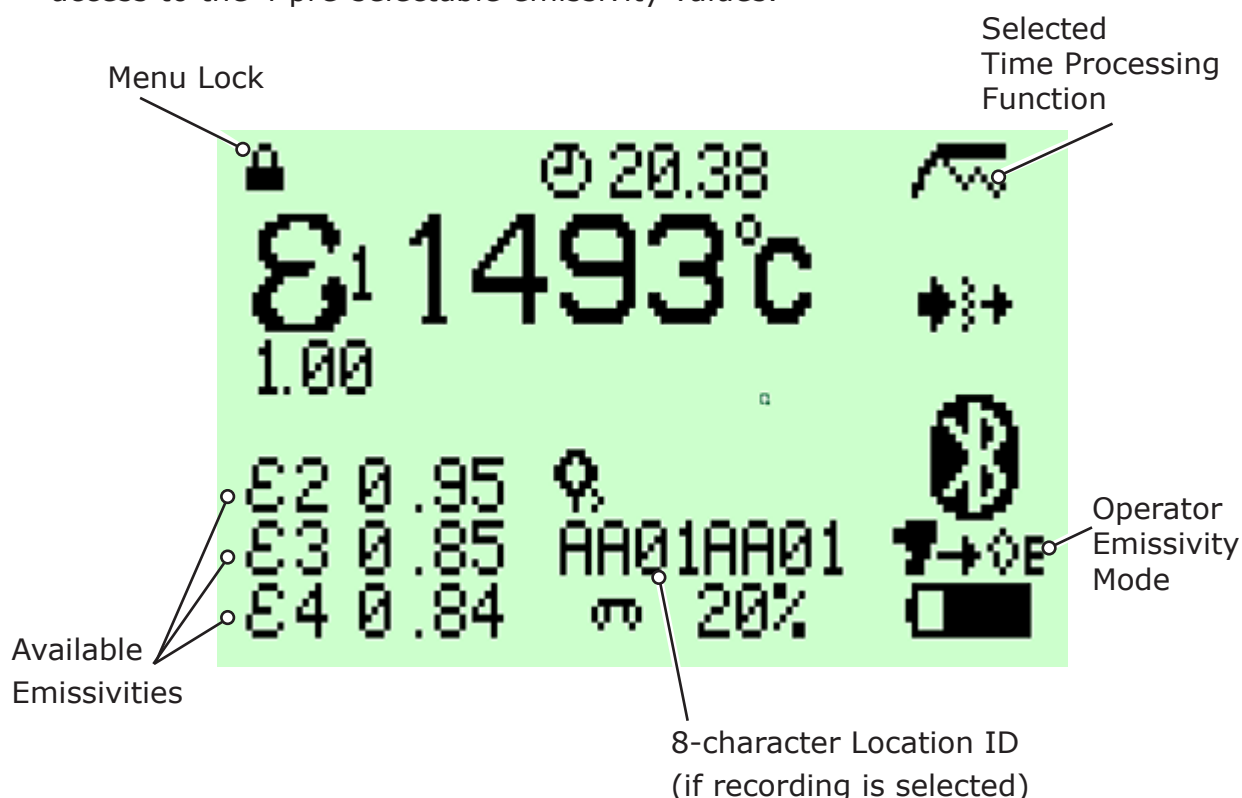 access to the 4 pre-selectable emissivity values.
Selected
Time Processing
Function
Menu Lock
20.38
ε1 1493°C
1.00
ε2 0.95
ε3 0.85 AA01AA01
ε4 0.84 20%
E
Operator
Emissivity
Mode
Available
Emissivities
8-character Location ID
(if recording is selected)